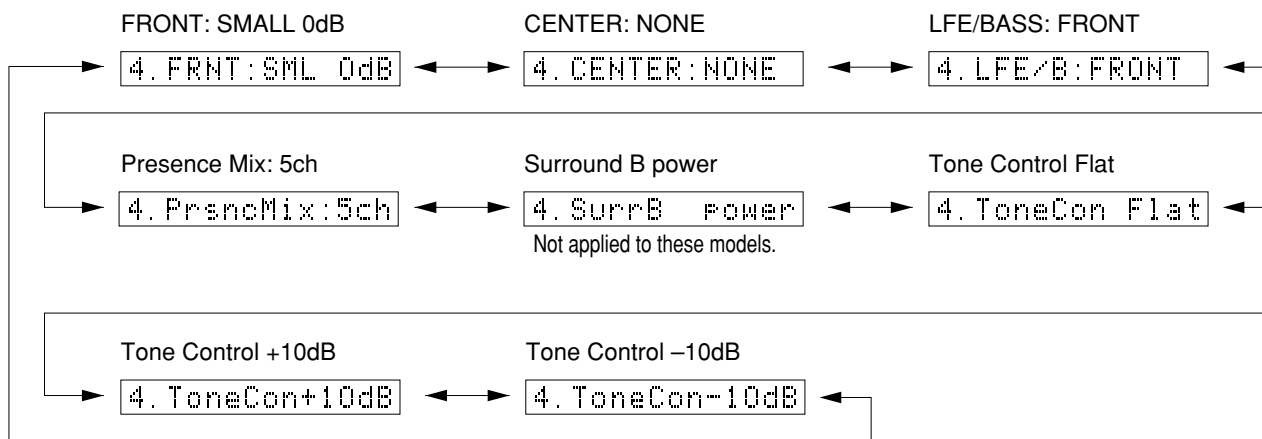 FRONT: SMALL 0dB CENTER: NONE LFE/BASS: FRONT
4. FRNT:SML 0dB 4. CENTER:NONE 4. LFE/B:FRONT
Presence Mix: 5ch Surround B power Tone Control Flat
4. PrsncMix:5ch 4. SurrB power 4. ToneCon Flat
Not applied to these models.
Tone Control +10dB Tone Control –10dB
4. ToneCon+10dB 4. ToneCon-10dB